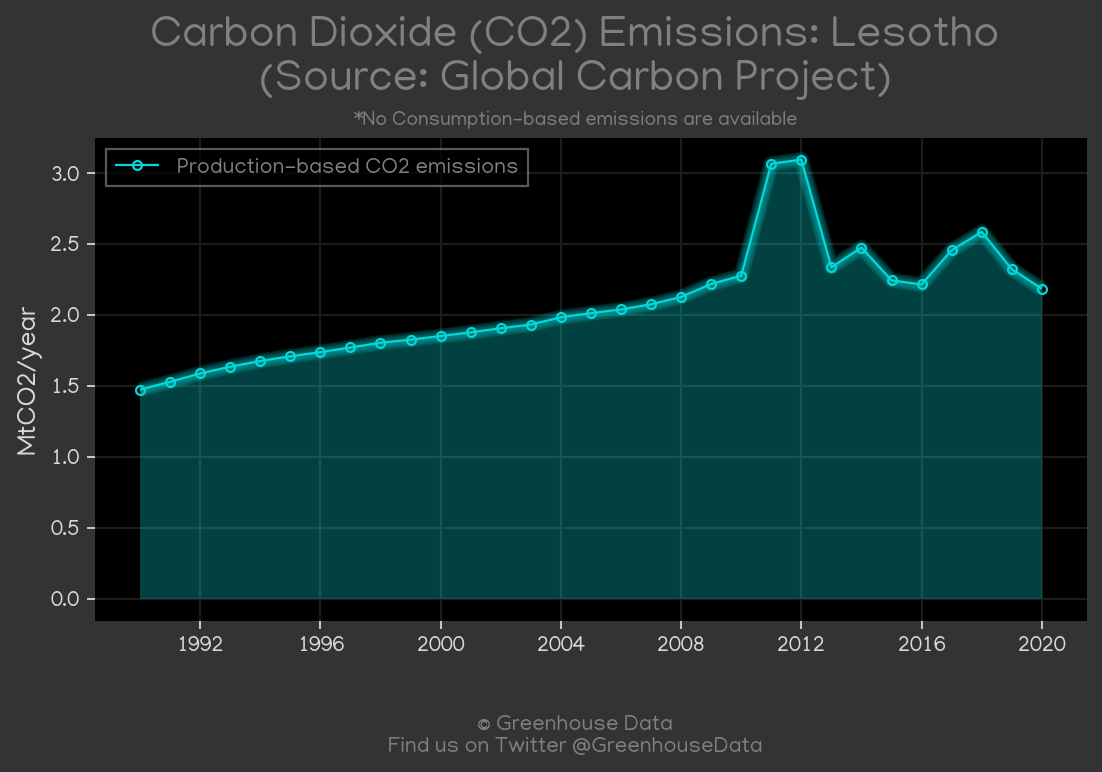 Carbon Dioxide (CO2) Emissions: Lesotho
(Source: Global Carbon Project)
*No Consumption-based emissions are available
Production-based CO2 emissions
MtCO2/year
3.0
2.5
2.0
1.5
1.0
0.5
0.0
1992 1996 2000 2004 2008 2012 2016 2020
© Greenhouse Data
Find us on Twitter @GreenhouseData